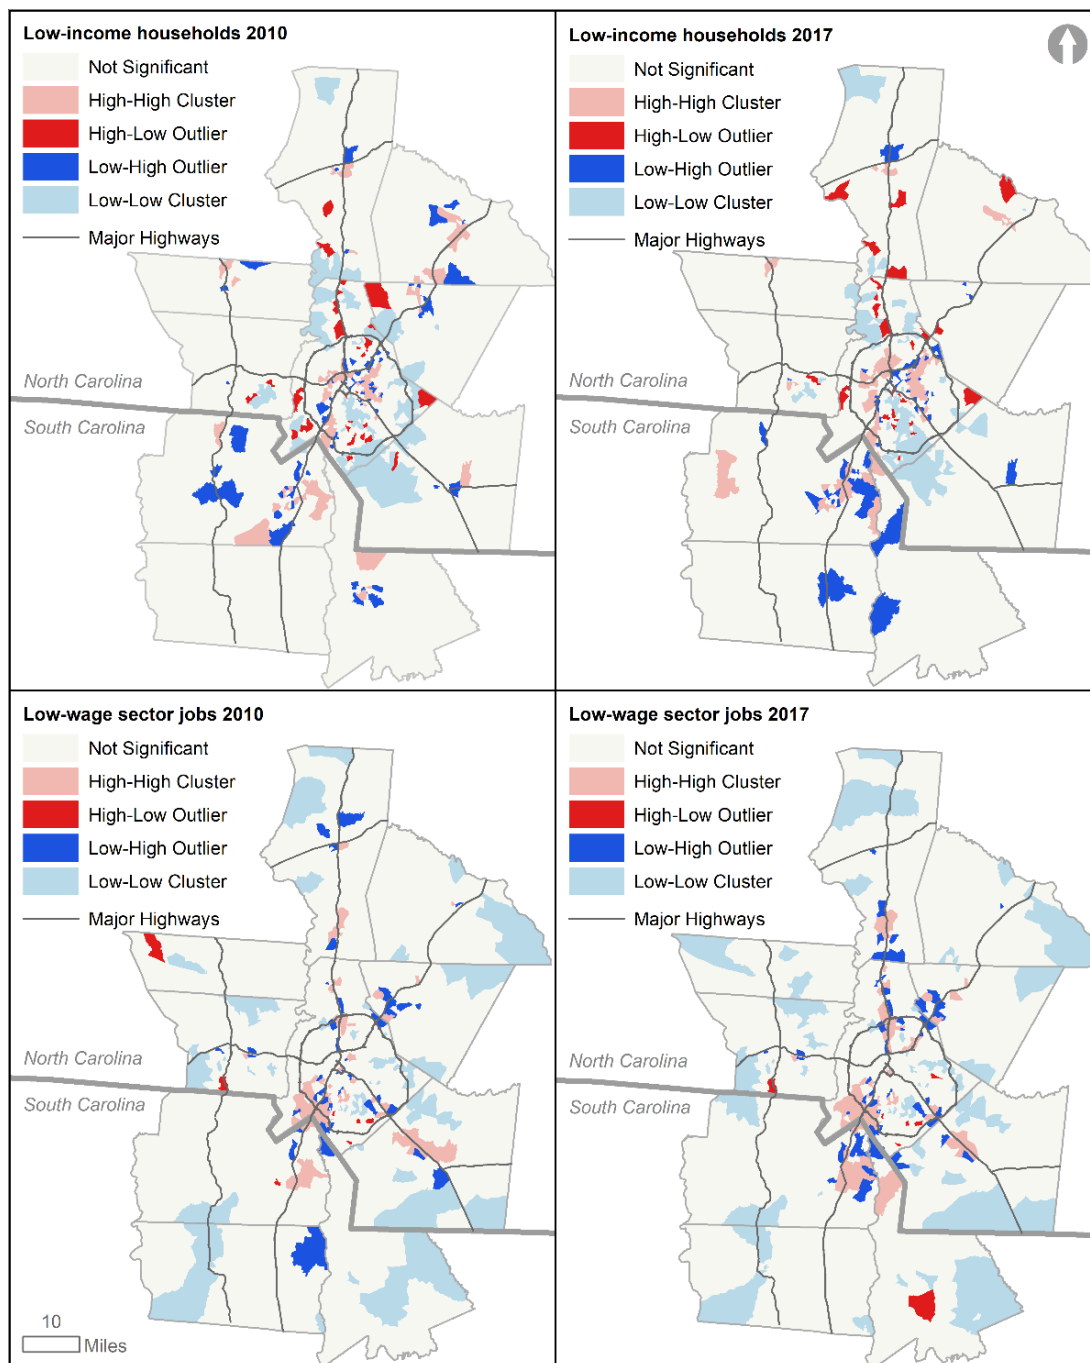 Low-income households 2010
Not Significant
High-High Cluster
High-Low Outlier
Low-High Outlier
Low-Low Cluster
Major Highways
North Carolina
South Carolina
Low-income households 2017
Not Significant
High-High Cluster
High-Low Outlier
Low-High Outlier
Low-Low Cluster
Major Highways
North Carolina
South Carolina
Low-wage sector jobs 2010
Not Significant
High-High Cluster
High-Low Outlier
Low-High Outlier
Low-Low Cluster
Major Highways
North Carolina
South Carolina
10
Miles
Low-wage sector jobs 2017
Not Significant
High-High Cluster
High-Low Outlier
Low-High Outlier
Low-Low Cluster
Major Highways
North Carolina
South Carolina